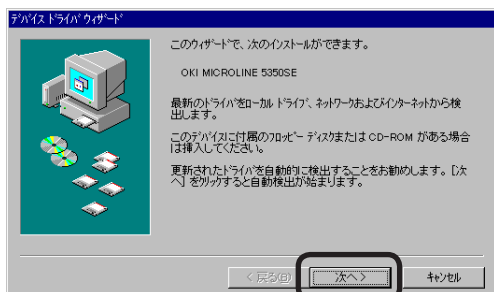 ﾃﾞﾊﾞｲｽ ﾄﾞﾗｲﾊﾞ ｳｨｻﾞｰﾄﾞ
このｳｨｻﾞｰﾄﾞで、次のｲﾝｽﾄｰﾙができます。
OKI MICROLINE 5350SE
最新のﾄﾞﾗｲﾊﾞをﾛｰｶﾙ ﾄﾞﾗｲﾌﾞ、ﾈｯﾄﾜｰｸおよびｲﾝﾀｰﾈｯﾄから検
出します。
このﾃﾞﾊﾞｲｽに付属のﾌﾛｯﾋﾟｰ ﾃﾞｨｽｸまたは CD-ROM がある場合
は挿入してください。
更新されたﾄﾞﾗｲﾊﾞを自動的に検出することをお勧めします。[次
へ] をｸﾘｯｸすると自動検出が始まります。
< 戻る(B)
次へ >
ｷｬﾝｾﾙ